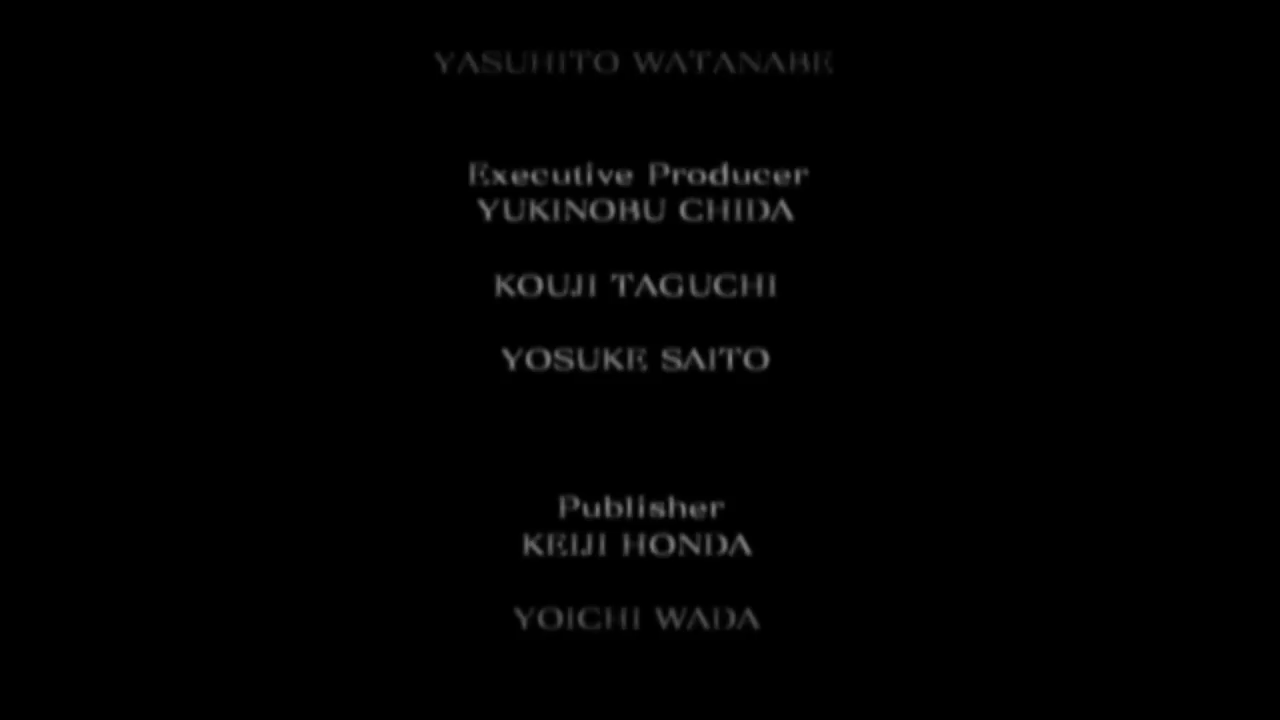 YASUHITO WATANABE
Executive Producer
YUKINOBU CHIDA
KOUJI TAGUCHI
YOSUKE SAITO
Publisher
KEIJI HONDA
YOICHI WADA